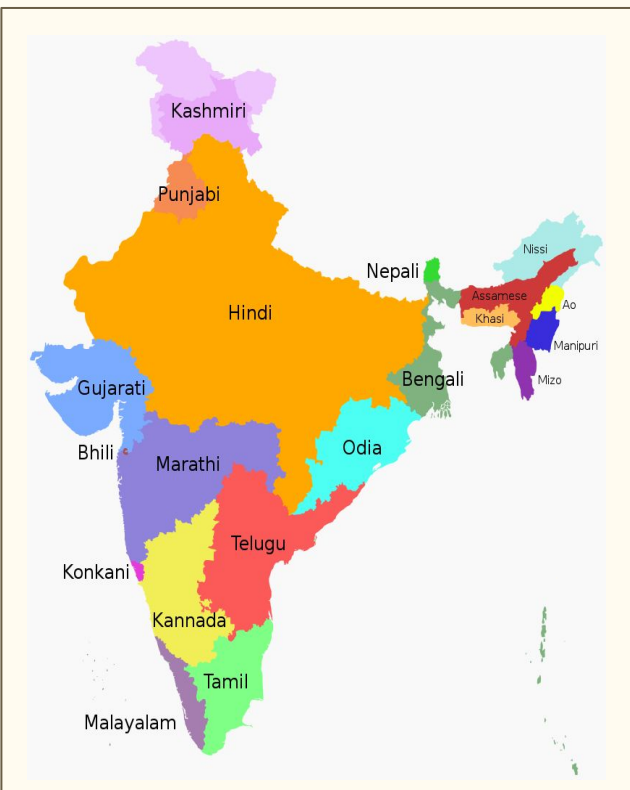 Kashmiri
Punjabi
Nissi
Nepali
Assamese
Ao
Hindi
Khasi
Manipuri
Bengali
Mizo
Gujarati
Odia
Bhili
Marathi
Telugu
Konkani
Kannada
Tamil
Malayalam